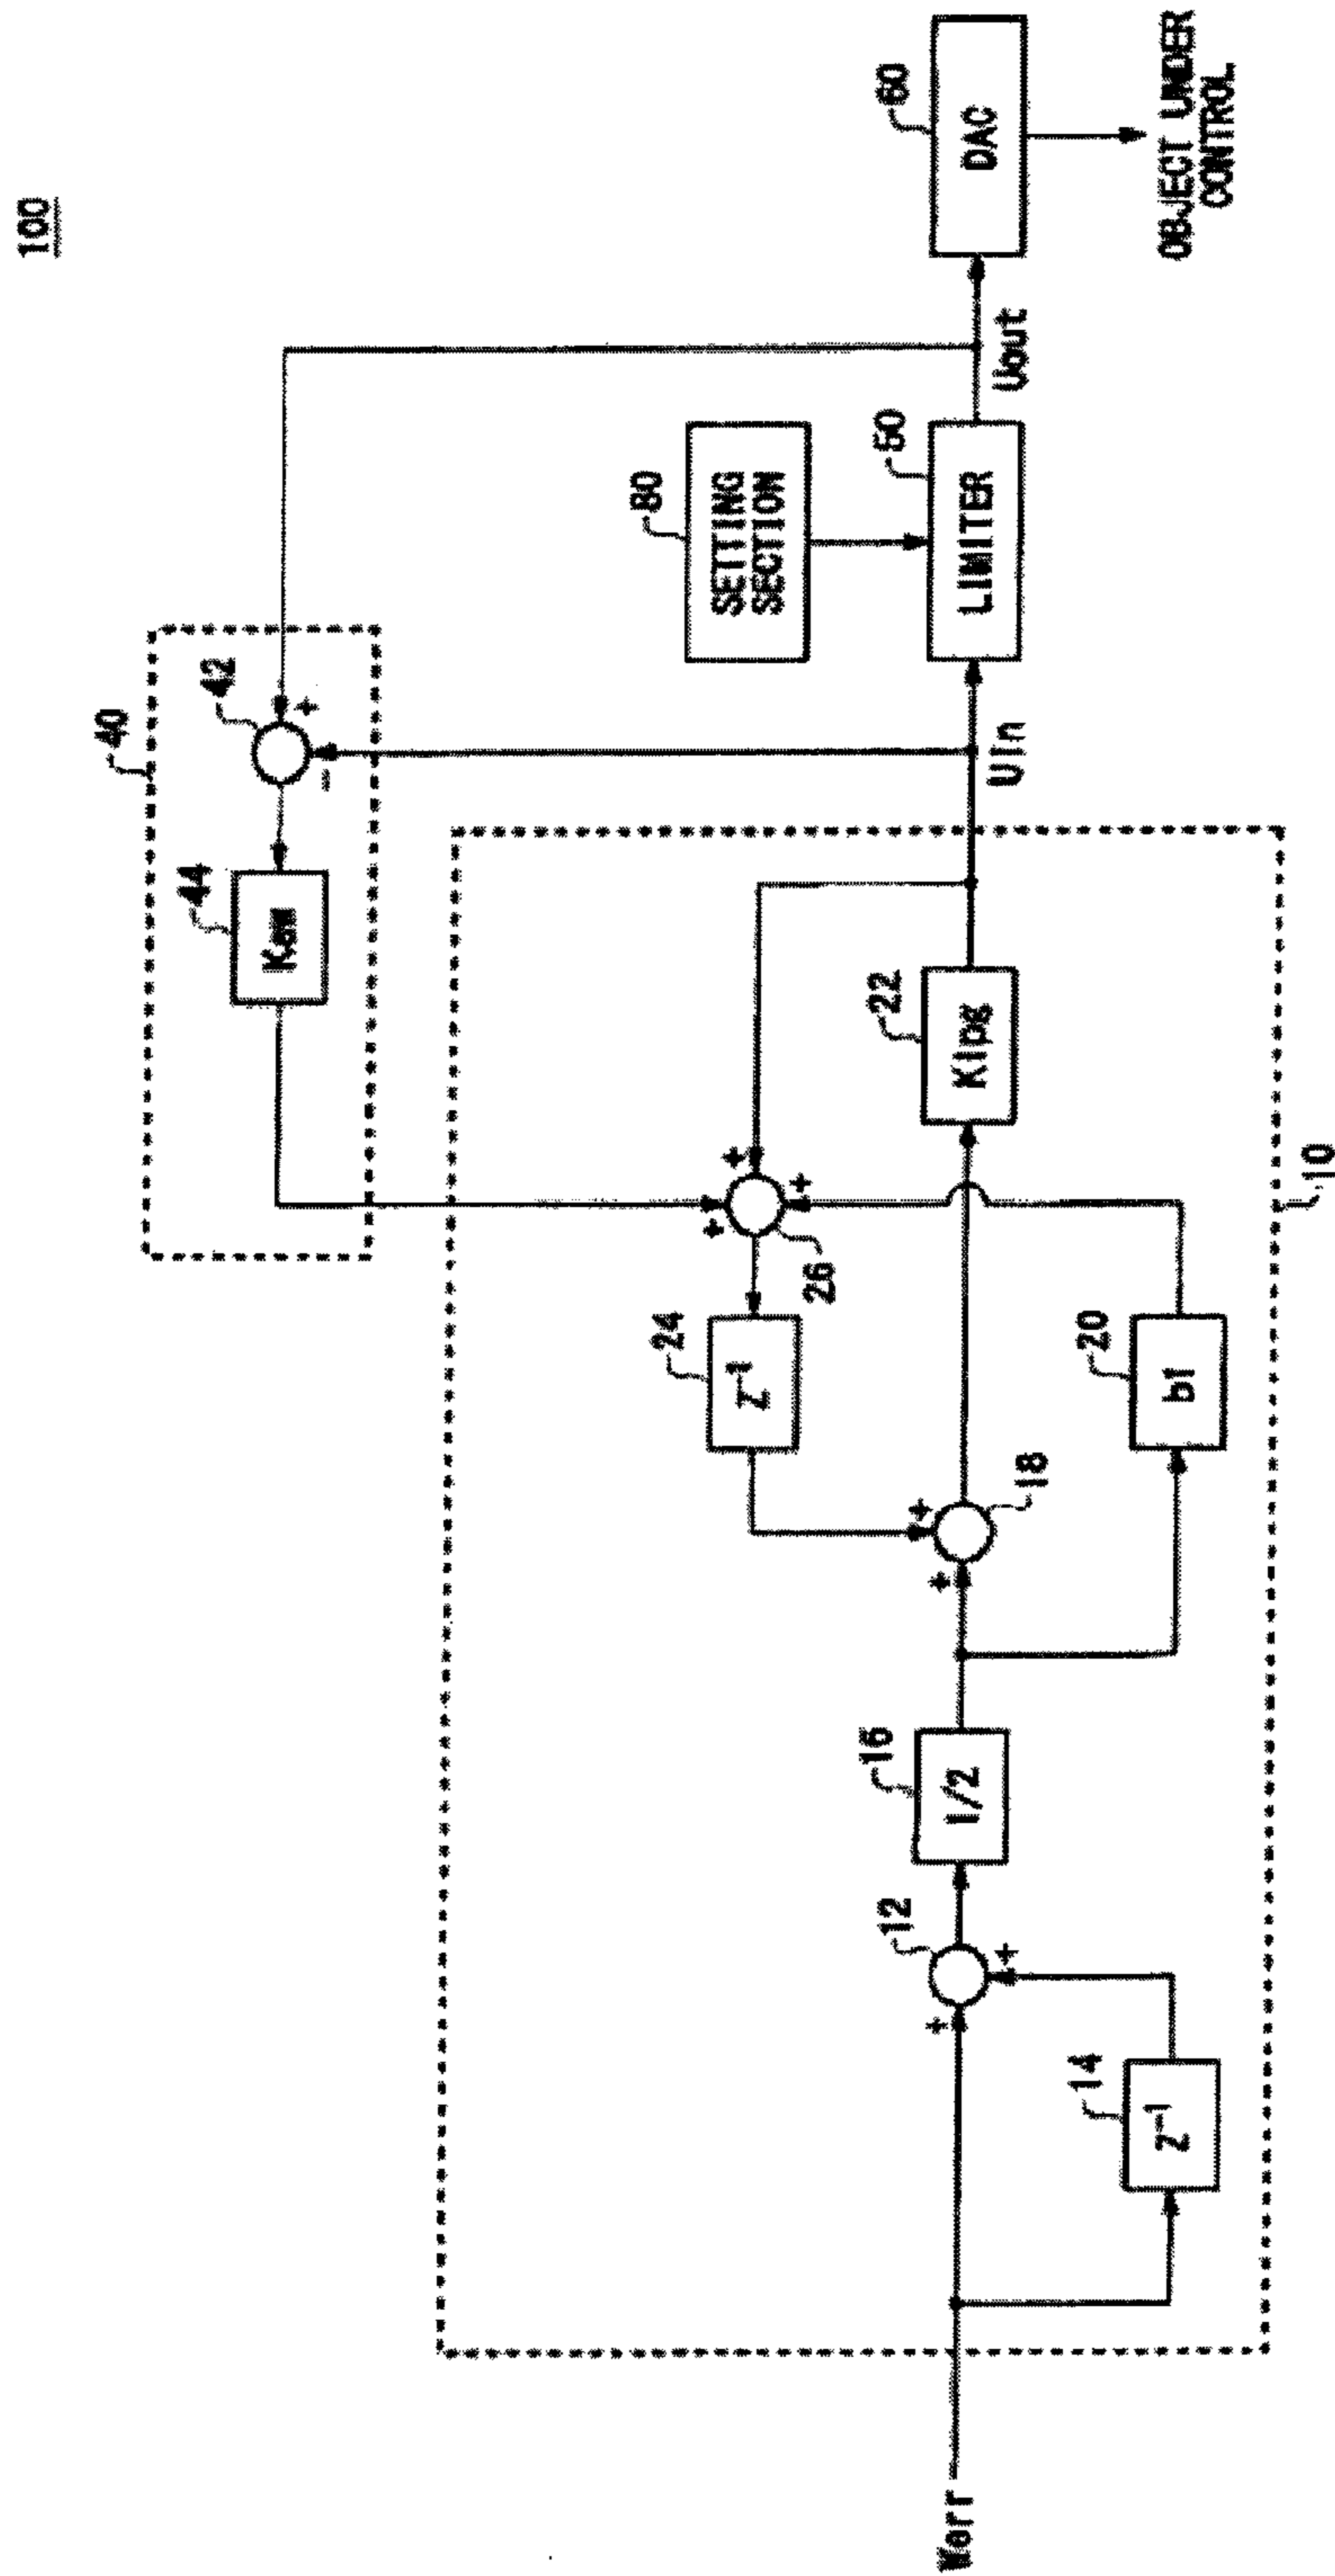 100
40
42
+
−
44
Kaw
80
SETTING
SECTION
50
LIMITER
Uout
60
DAC
OBJECT UNDER
CONTROL
Uin
Werr
12
+
+
14
Z⁻¹
16
1/2
18
+
+
20
b1
22
Kipg
24
Z⁻¹
26
+
+
+
10